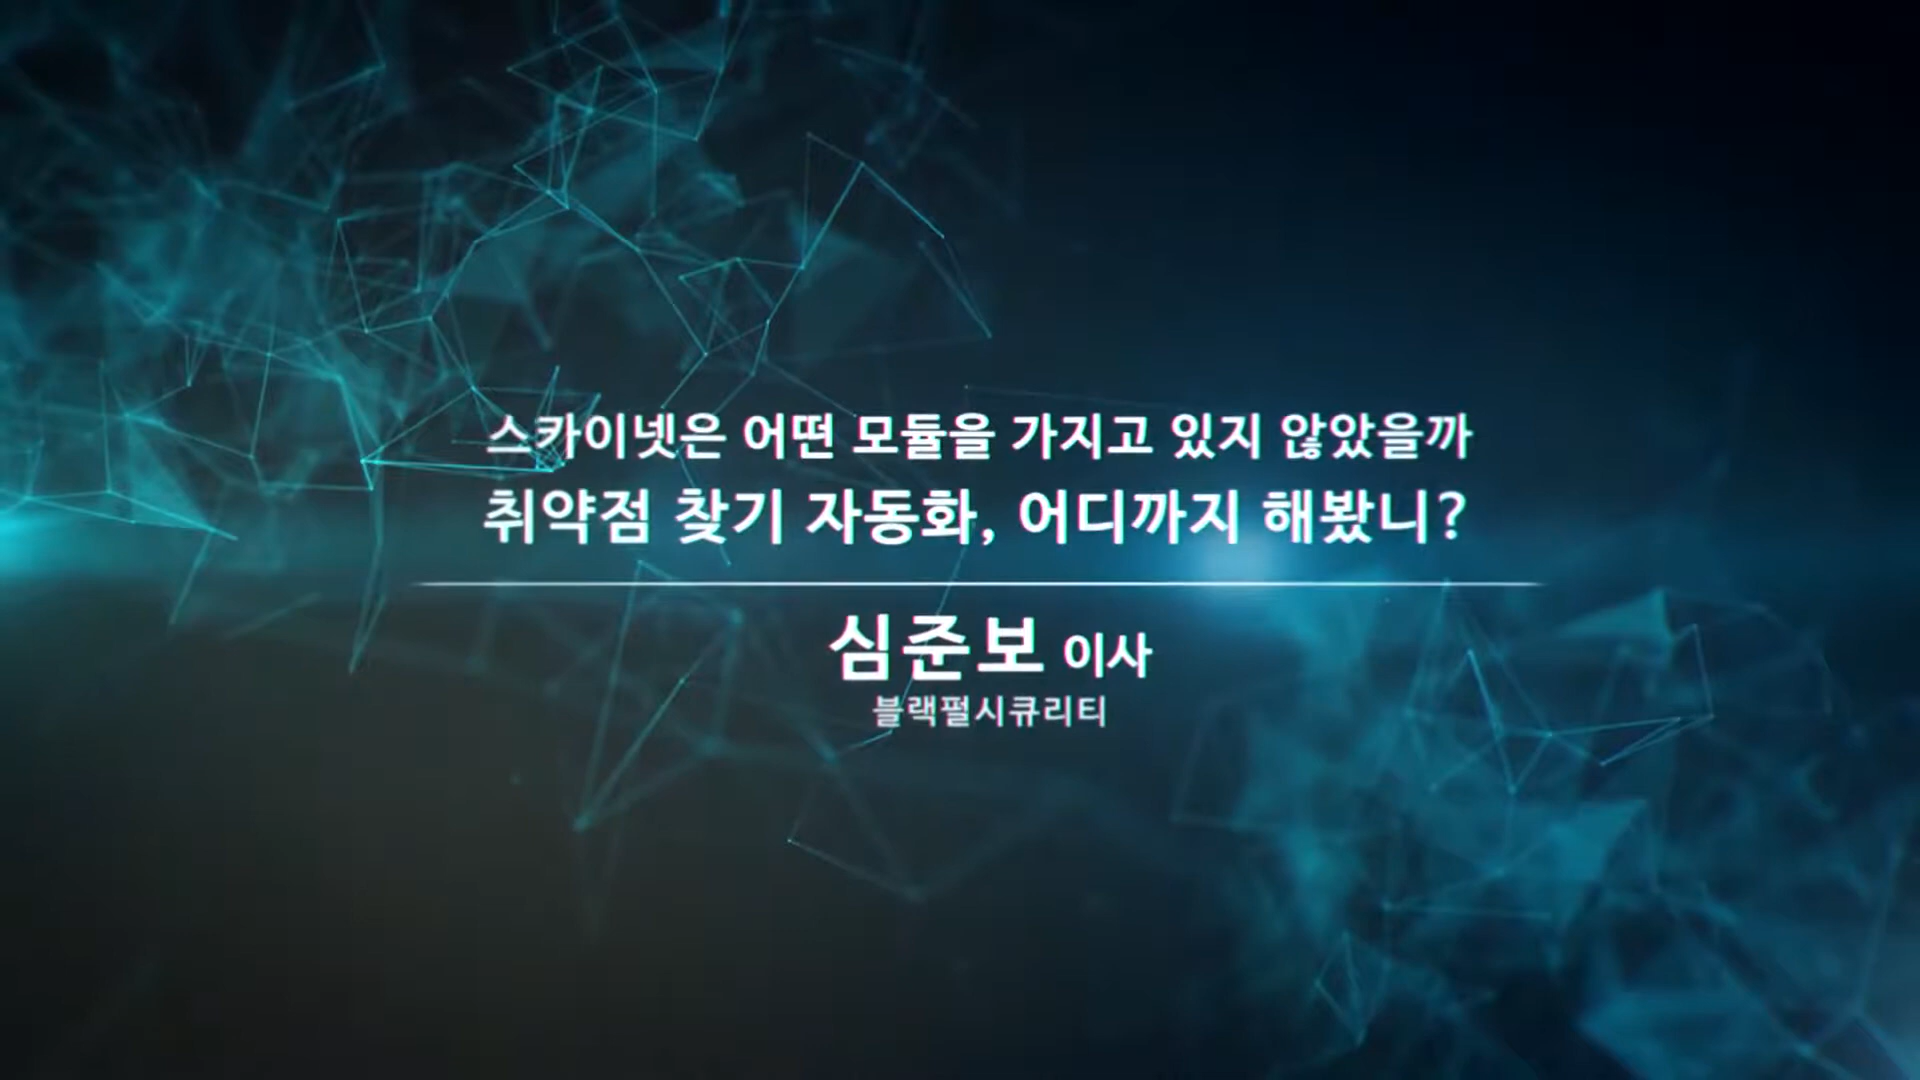 스카이넷은 어떤 모듈을 가지고 있지 않았을까
취약점 찾기 자동화, 어디까지 해봤니?
심준보 이사
블랙펄시큐리티